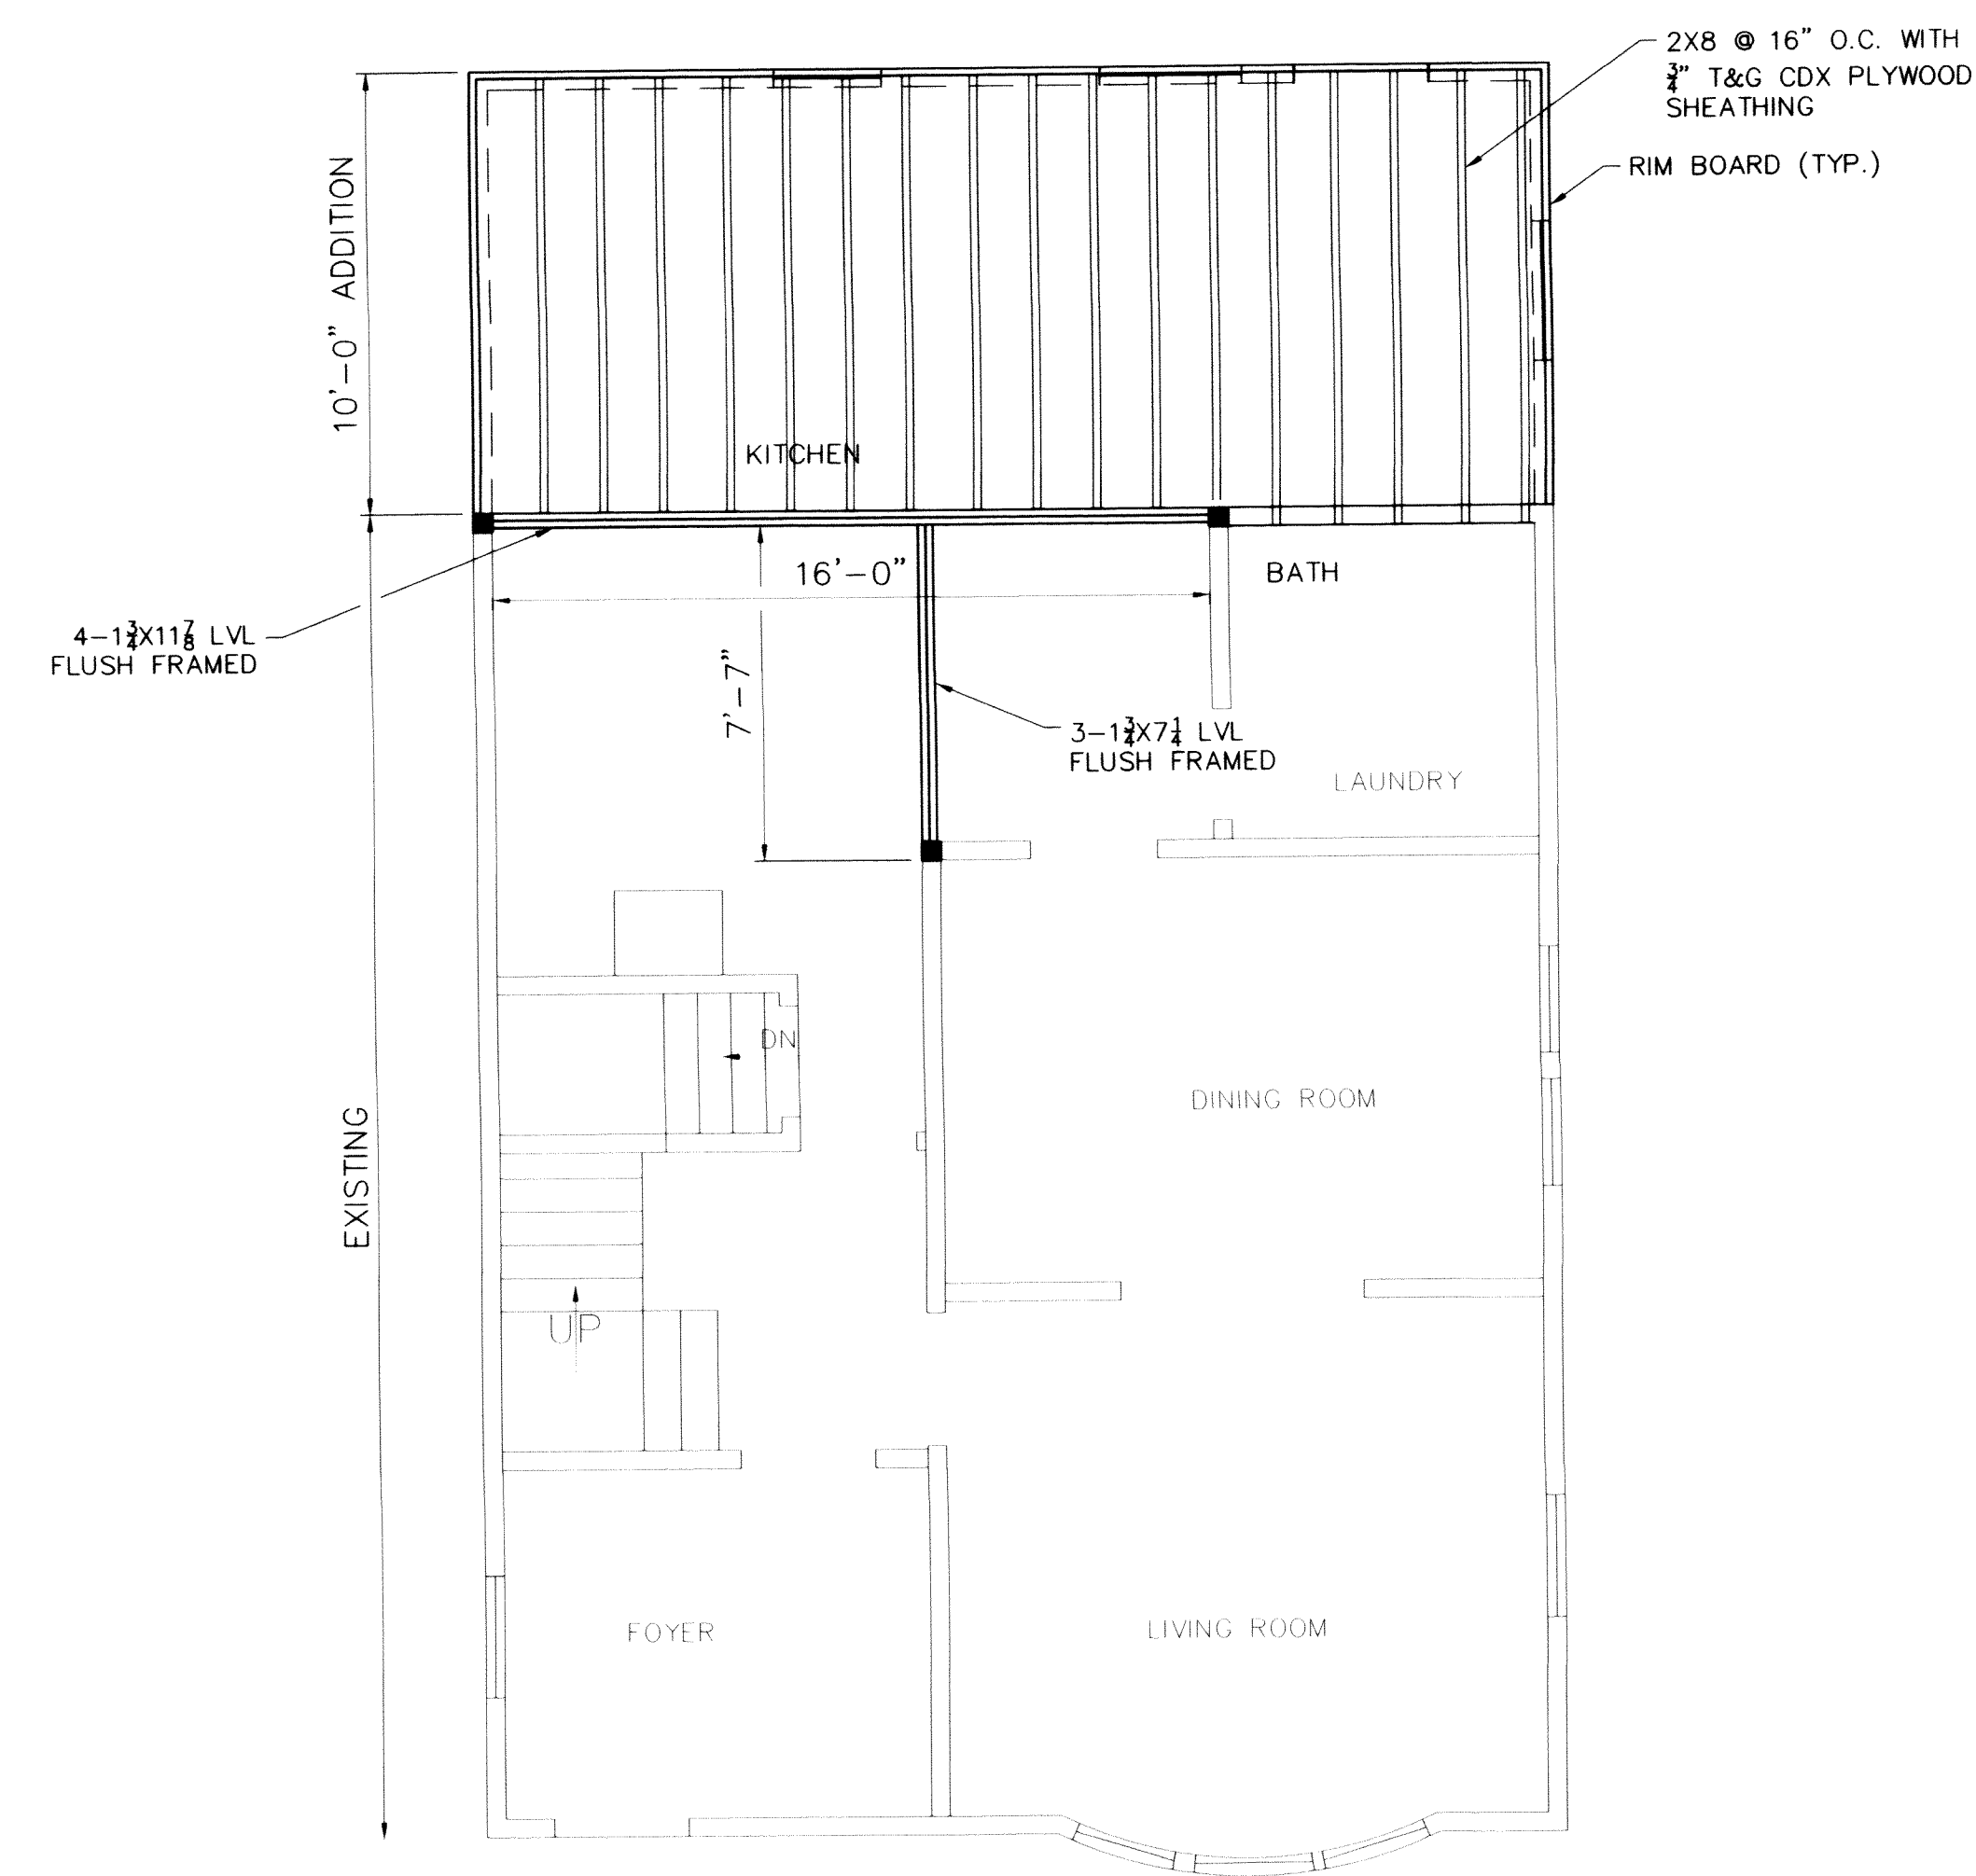 2X8 @ 16" O.C. WITH
3/4" T&G CDX PLYWOOD
SHEATHING
RIM BOARD (TYP.)
10'-0" ADDITION
KITCHEN
16'-0"
BATH
4-1 3/4X11 7/8 LVL
FLUSH FRAMED
7'-7"
3-1 3/4X7 1/4 LVL
FLUSH FRAMED
LAUNDRY
DN
DINING ROOM
EXISTING
UP
FOYER
LIVING ROOM